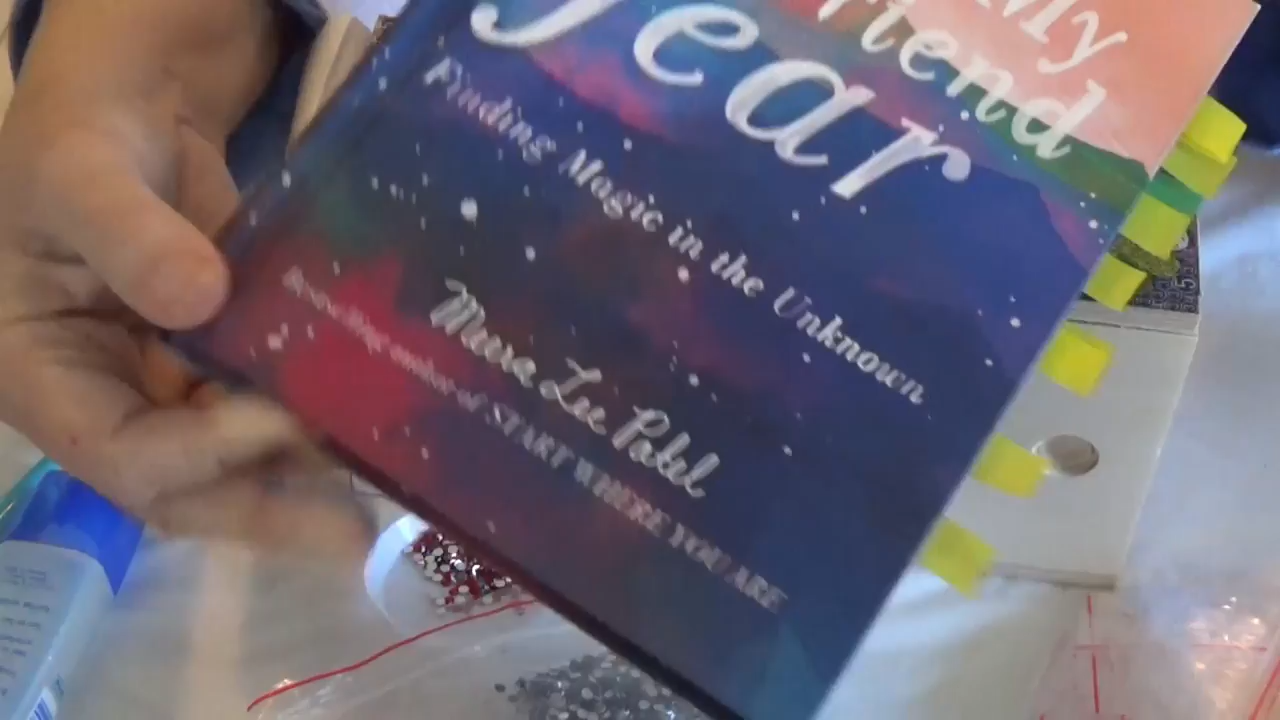 My
Friend
Fear
Finding Magic in the Unknown
Meera Lee Patel
START WHERE YOU ARE